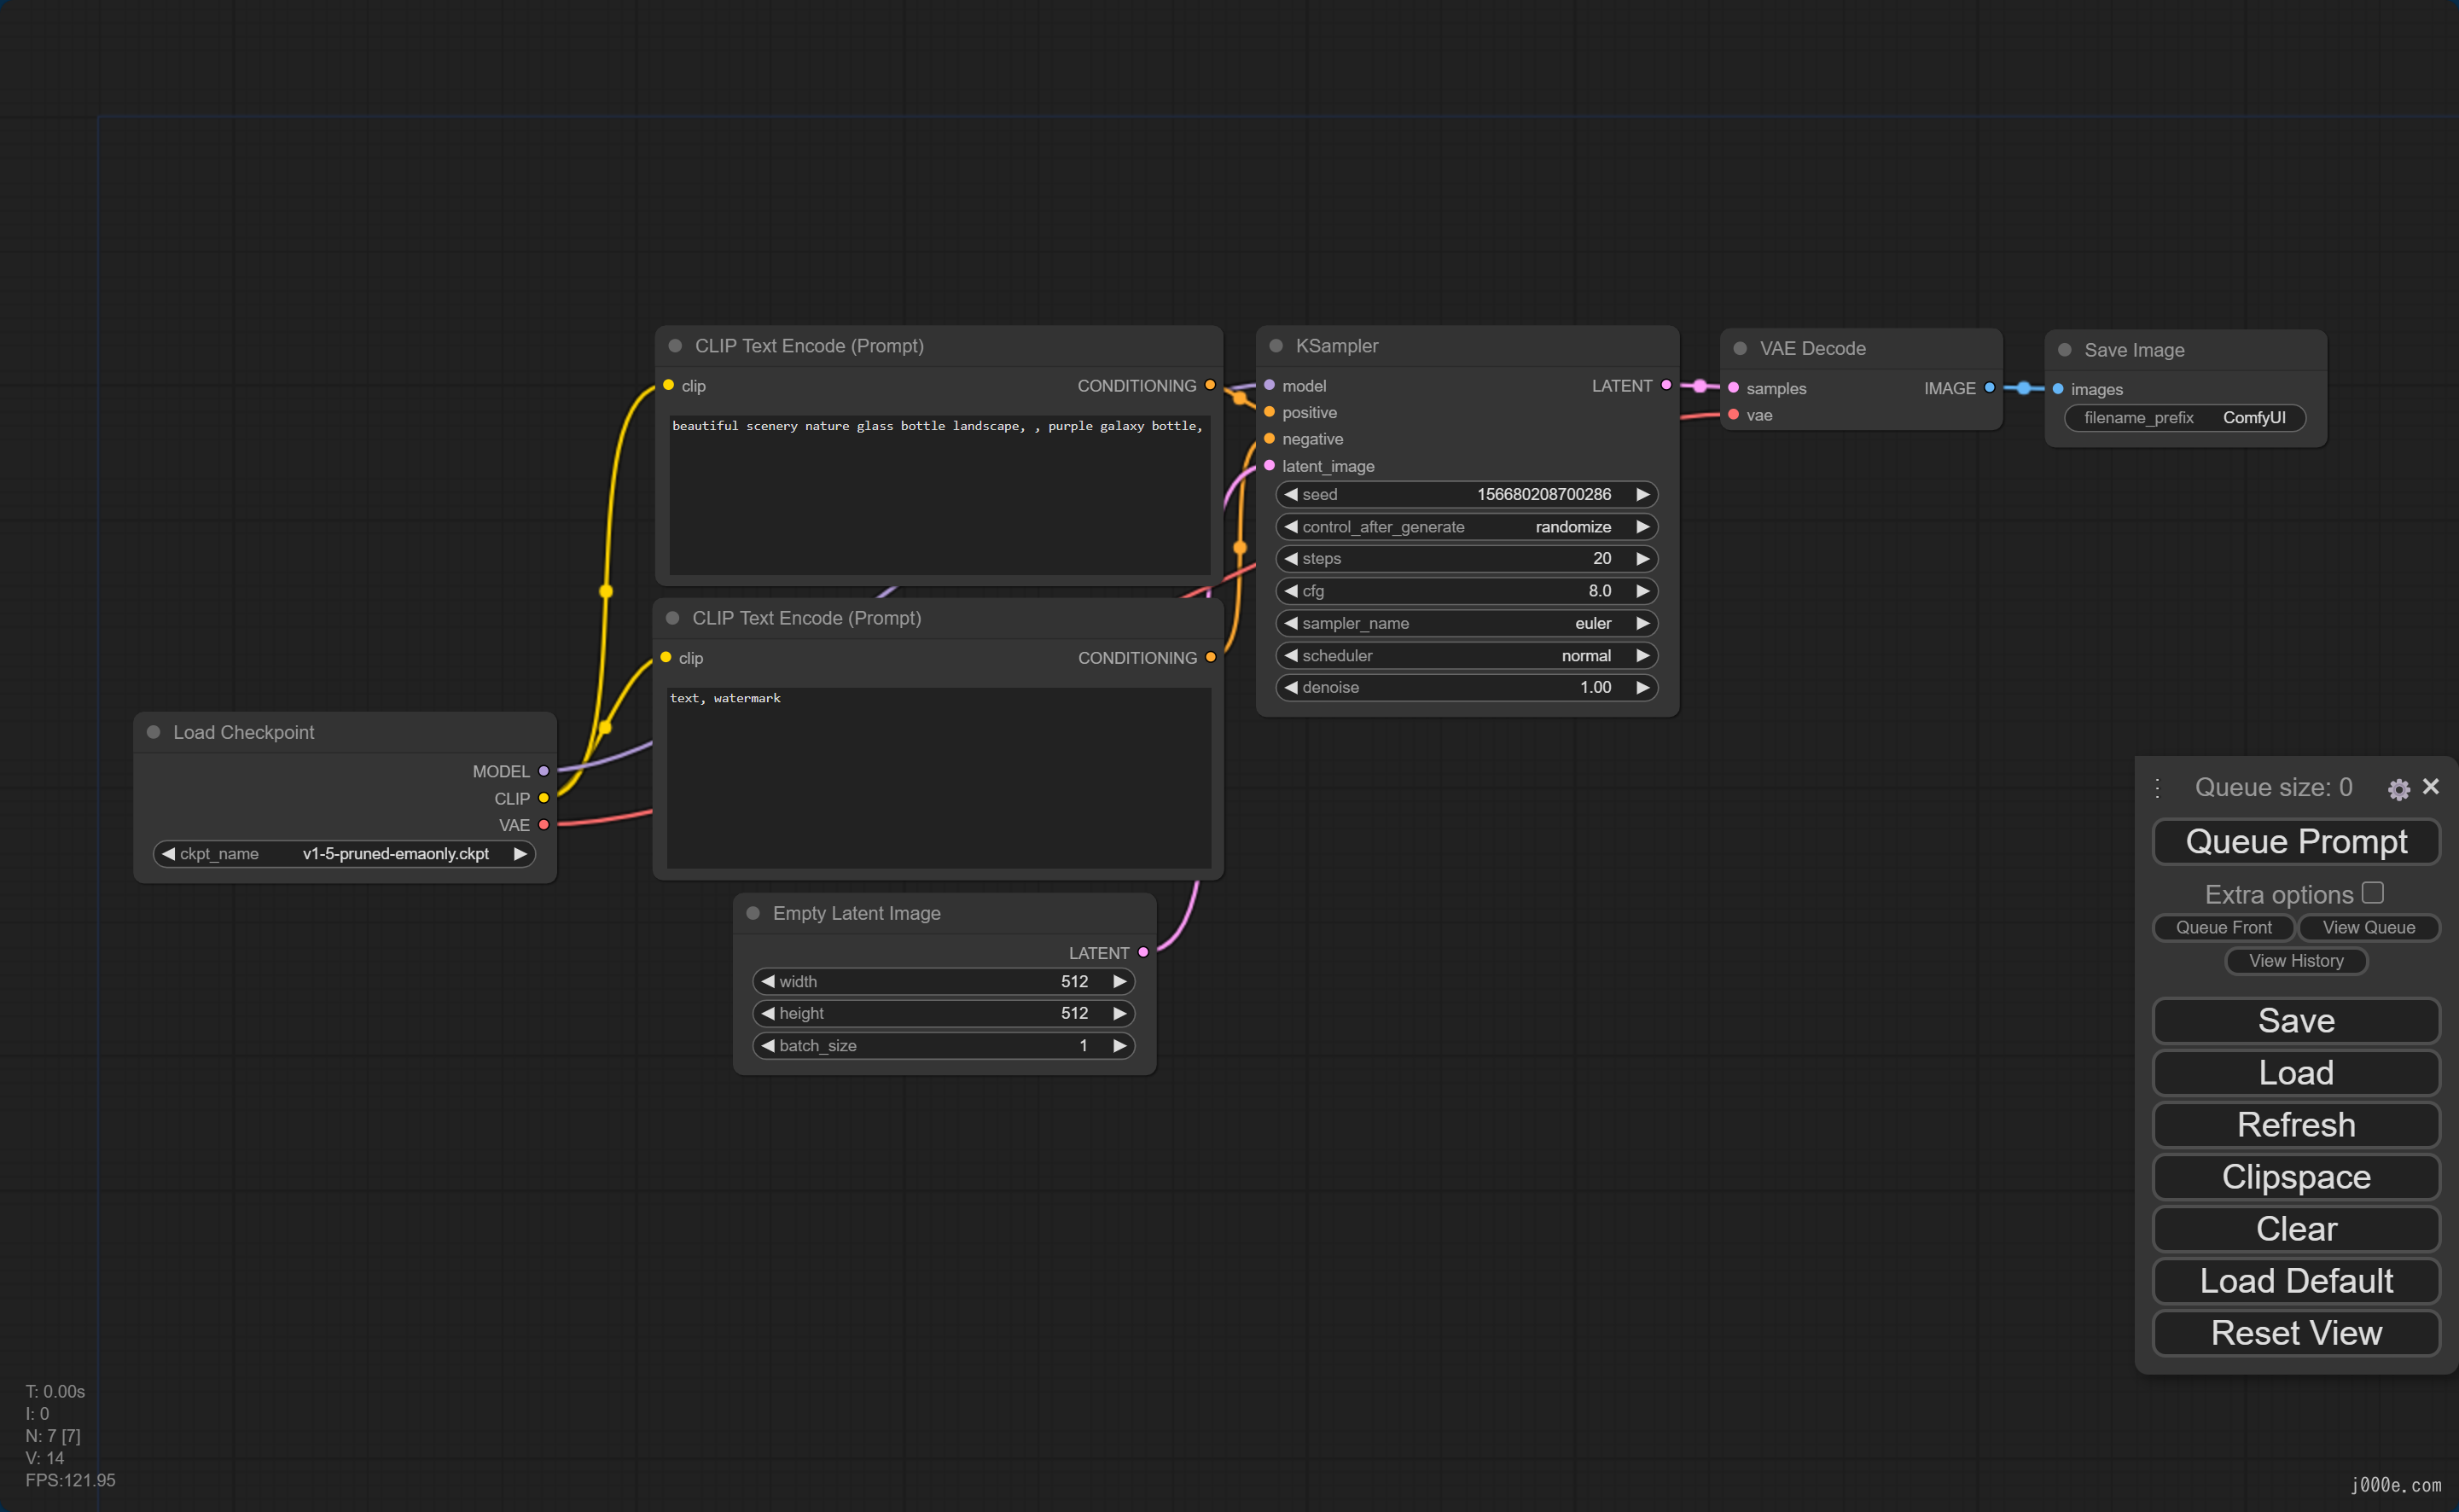 CLIP Text Encode (Prompt)
clip CONDITIONING
beautiful scenery nature glass bottle landscape, , purple galaxy bottle,
KSampler
model LATENT
positive
negative
latent_image
seed 156680208700286
control_after_generate randomize
steps 20
cfg 8.0
sampler_name euler
scheduler normal
denoise 1.00
VAE Decode
samples IMAGE
vae
Save Image
images
filename_prefix ComfyUI
CLIP Text Encode (Prompt)
clip CONDITIONING
text, watermark
Load Checkpoint
MODEL
CLIP
VAE
ckpt_name v1-5-pruned-emaonly.ckpt
Empty Latent Image
LATENT
width 512
height 512
batch_size 1
Queue size: 0
Queue Prompt
Extra options
Queue Front View Queue
View History
Save
Load
Refresh
Clipspace
Clear
Load Default
Reset View
T: 0.00s
I: 0
N: 7 [7]
V: 14
FPS:121.95
j000e.com